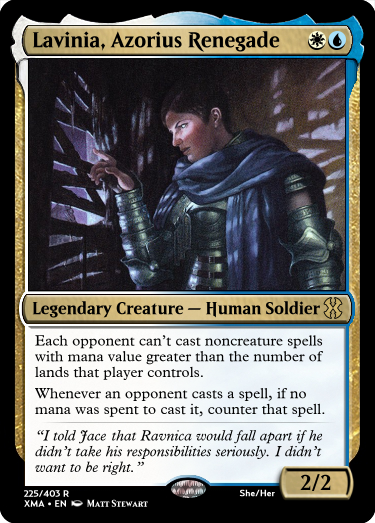 Lavinia, Azorius Renegade
Legendary Creature — Human Soldier
Each opponent can't cast noncreature spells
with mana value greater than the number of
lands that player controls.
Whenever an opponent casts a spell, if no
mana was spent to cast it, counter that spell.
“I told Jace that Ravnica would fall apart if he
didn't take his responsibilities seriously. I didn't
want to be right.”
2/2
225/403 R
She/Her
XMA • EN Matt Stewart